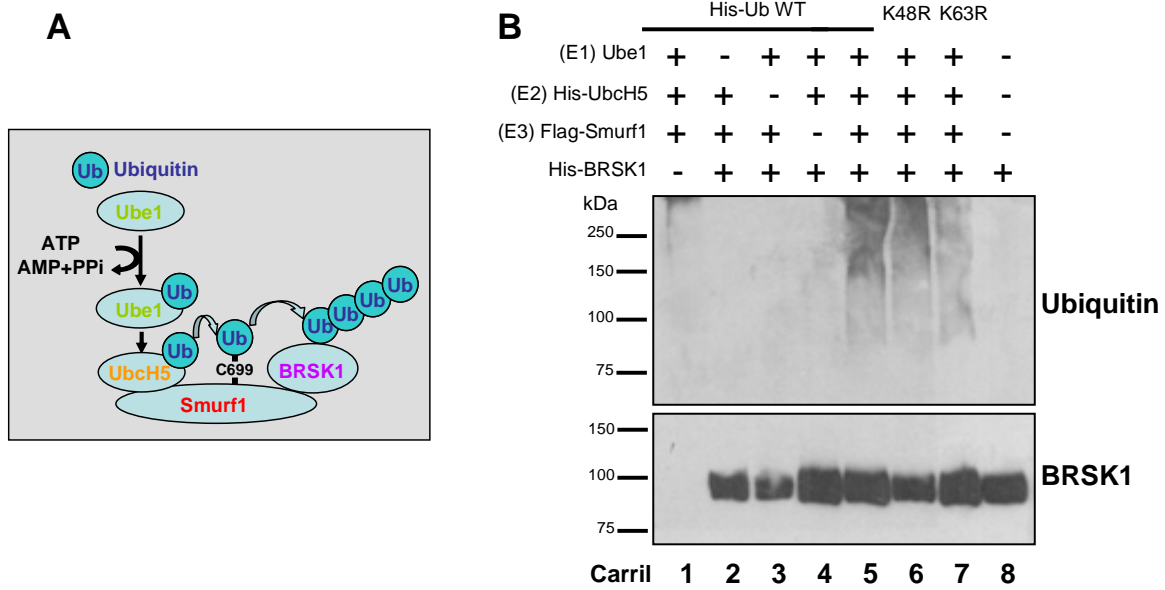 A
Ub Ubiquitin
Ube1
ATP
AMP+PPi
Ub
Ube1
Ub
Ub
Ub
Ub
Ub
Ub
UbcH5
C699
BRSK1
Smurf1
B
His-Ub WT K48R K63R
(E1) Ube1 + - + + + + + -
(E2) His-UbcH5 + + - + + + + -
(E3) Flag-Smurf1 + + + - + + + -
His-BRSK1 - + + + + + + +
kDa
250
150
100
75
Ubiquitin
150
100
75
BRSK1
Carril 1 2 3 4 5 6 7 8